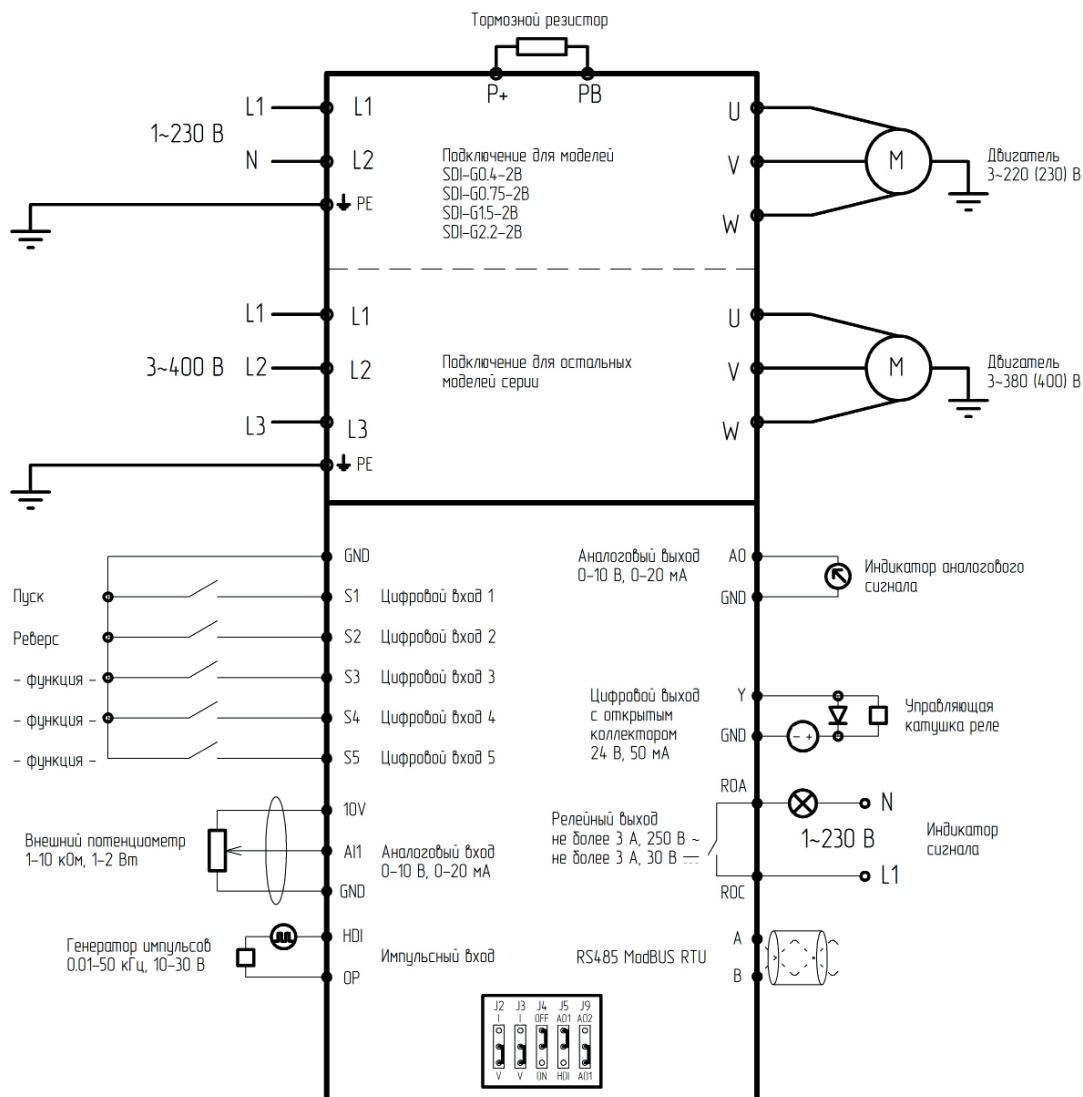 Тормозной резистор
P+ PB
L1 L1
1~230 В
N L2
PE
Подключение для моделей
SDI-G0.4-2B
SDI-G0.75-2B
SDI-G1.5-2B
SDI-G2.2-2B
U
V
W
M
Двигатель
3~220 (230) В
L1 L1
3~400 В L2 L2
L3 L3
PE
Подключение для остальных
моделей серии
U
V
W
M
Двигатель
3~380 (400) В
GND
Пуск S1 Цифровой вход 1
Реверс S2 Цифровой вход 2
- функция - S3 Цифровой вход 3
- функция - S4 Цифровой вход 4
- функция - S5 Цифровой вход 5
Аналоговый выход
0-10 В, 0-20 мА
AO
GND
Индикатор аналогового
сигнала
Цифровой выход
с открытым
коллектором
24 В, 50 мА
Y
GND
- +
Управляющая
катушка реле
Внешний потенциометр
1-10 кОм, 1-2 Вт
10V
AI1
GND
Аналоговый вход
0-10 В, 0-20 мА
Релейный выход
не более 3 А, 250 В ~
не более 3 А, 30 В
ROA
ROC
N
1~230 В
L1
Индикатор
сигнала
Генератор импульсов
0.01-50 кГц, 10-30 В
HDI
OP
Импульсный вход
RS485 ModBUS RTU
A
B
J2 J3 J4 J5 J9
I I OFF AO1 AO2
V V ON HDI AO1